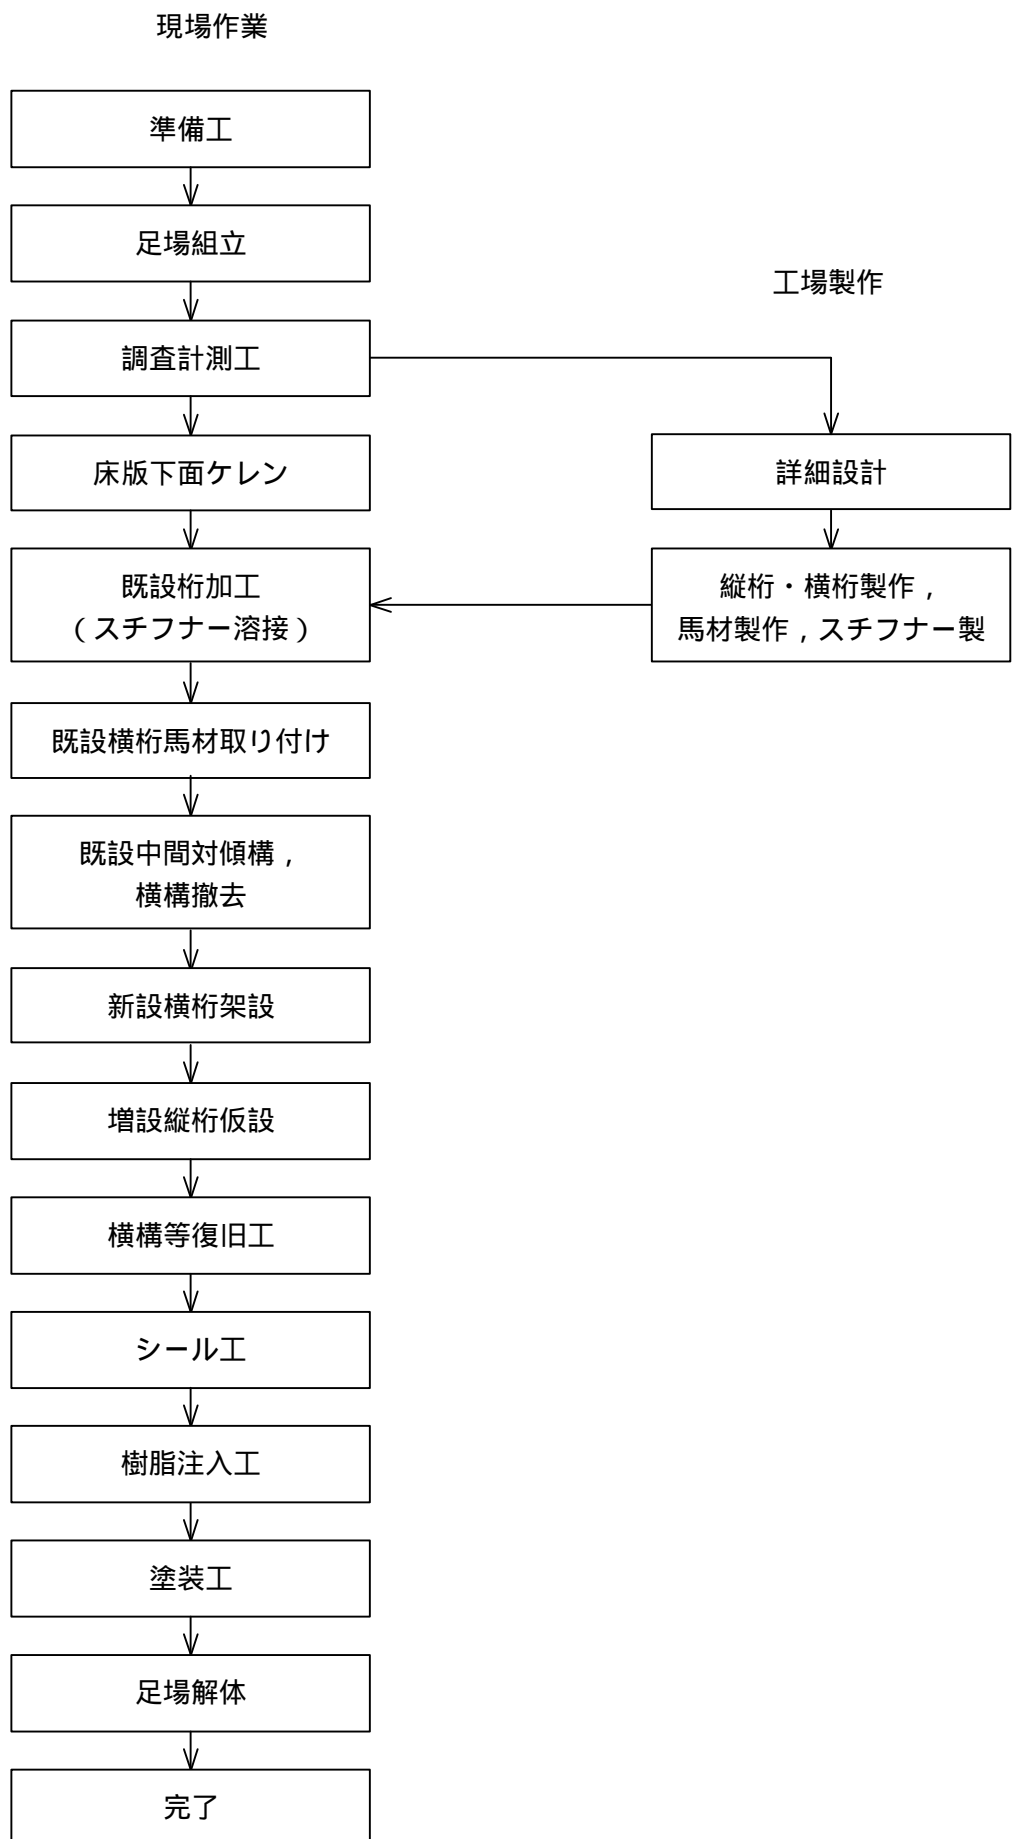 現場作業
準備工
足場組立
工場製作
調査計測工
床版下面ケレン
詳細設計
既設桁加工
（スチフナー溶接）
縦桁・横桁製作，
馬材製作，スチフナー製
既設横桁馬材取り付け
既設中間対傾構，
横構撤去
新設横桁架設
増設縦桁仮設
横構等復旧工
シール工
樹脂注入工
塗装工
足場解体
完了